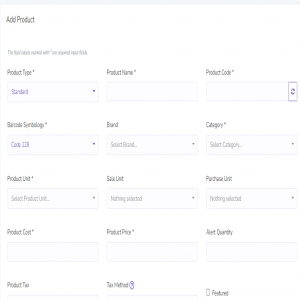 Add Product
The field labels marked with * are required input fields.
Product Type * Product Name * Product Code *
Standard
Barcode Symbology * Brand Category *
Code 128 Select Brand... Select Category...
Product Unit * Sale Unit Purchase Unit
Select Product Unit... Nothing selected Nothing selected
Product Cost * Product Price * Alert Quantity
Product Tax Tax Method ? Featured